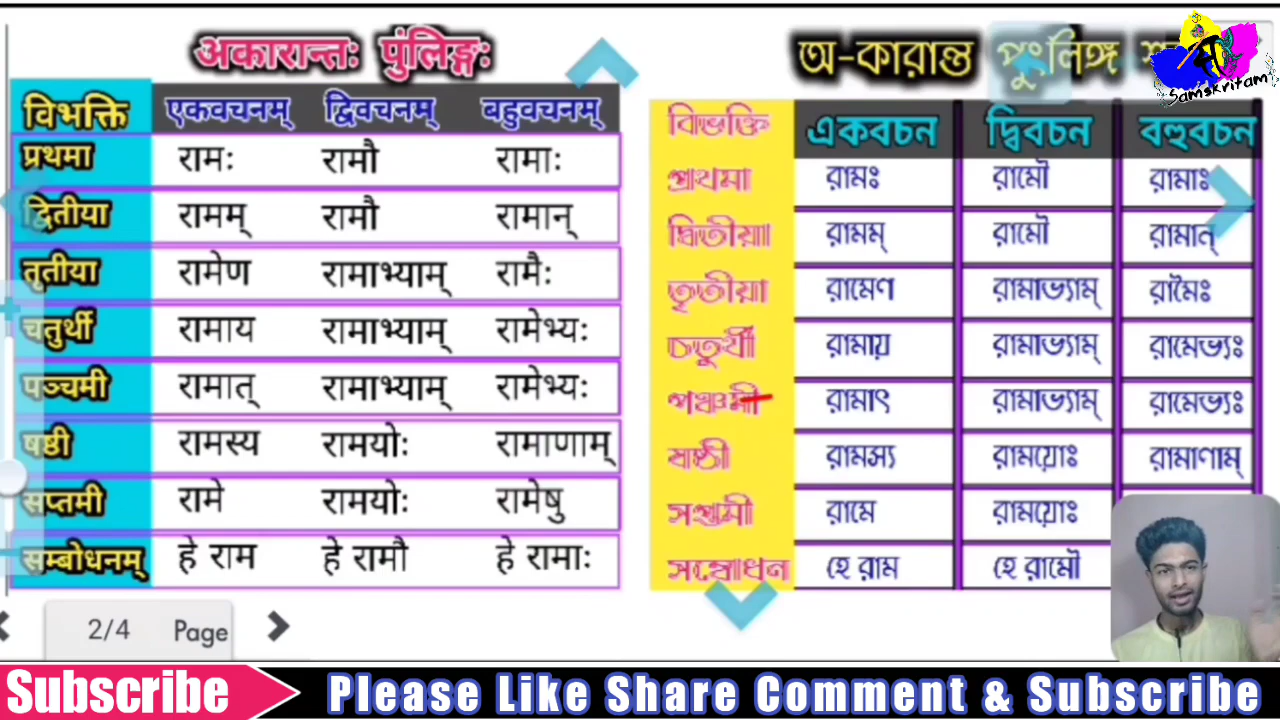 अकारान्तः पुंलिङ्गः
विभक्ति एकवचनम् द्विवचनम् बहुवचनम्
प्रथमा रामः रामौ रामाः
द्वितीया रामम् रामौ रामान्
तृतीया रामेण रामाभ्याम् रामैः
चतुर्थी रामाय रामाभ्याम् रामेभ्यः
पञ्चमी रामात् रामाभ्याम् रामेभ्यः
षष्ठी रामस्य रामयोः रामाणाम्
सप्तमी रामे रामयोः रामेषु
सम्बोधनम् हे राम हे रामौ हे रामाः
অ-কারান্ত পুংলিঙ্গ
বিভক্তি একবচন দ্বিবচন বহুবচন
প্রথমা রামঃ রামৌ রামাঃ
দ্বিতীয়া রামম্ রামৌ রামান্
তৃতীয়া রামেণ রামাভ্যাম্ রামৈঃ
চতুর্থী রামায় রামাভ্যাম্ রামেভ্যঃ
পঞ্চমী রামাৎ রামাভ্যাম্ রামেভ্যঃ
ষষ্ঠী রামস্য রাময়োঃ রামাণাম্
সপ্তমী রামে রাময়োঃ
সম্বোধন হে রাম হে রামৌ
Samskritam
2/4 Page
Subscribe Please Like Share Comment & Subscribe